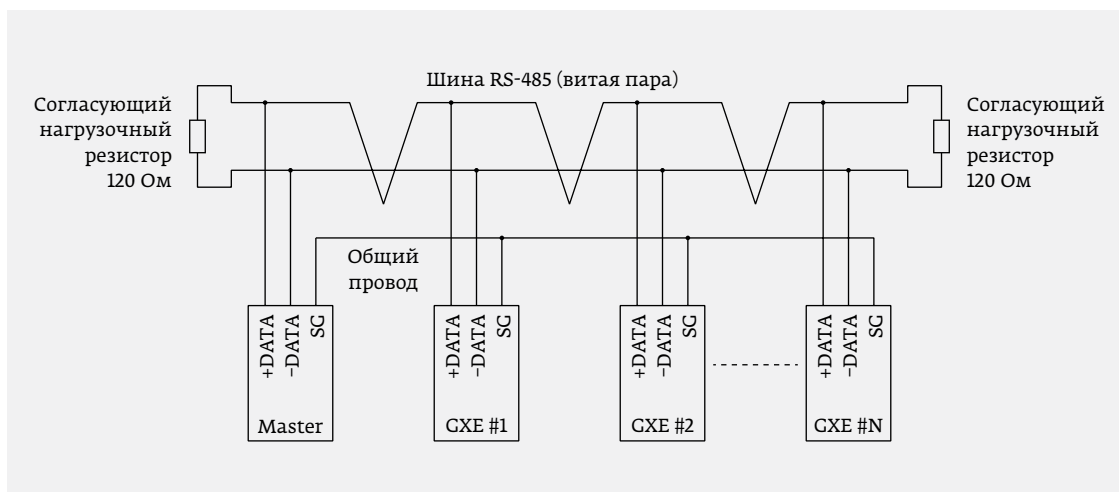 Шина RS-485 (витая пара)
Согласующий
нагрузочный
резистор
120 Ом
Согласующий
нагрузочный
резистор
120 Ом
Общий
провод
+DATA
–DATA
SG
Master
+DATA
–DATA
SG
GXE #1
+DATA
–DATA
SG
GXE #2
+DATA
–DATA
SG
GXE #N